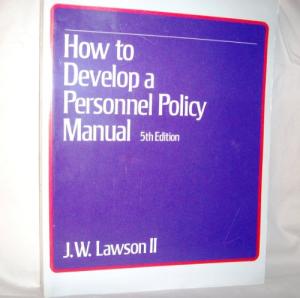 How to
Develop a
Personnel Policy
Manual 5th Edition
J.W. Lawson II